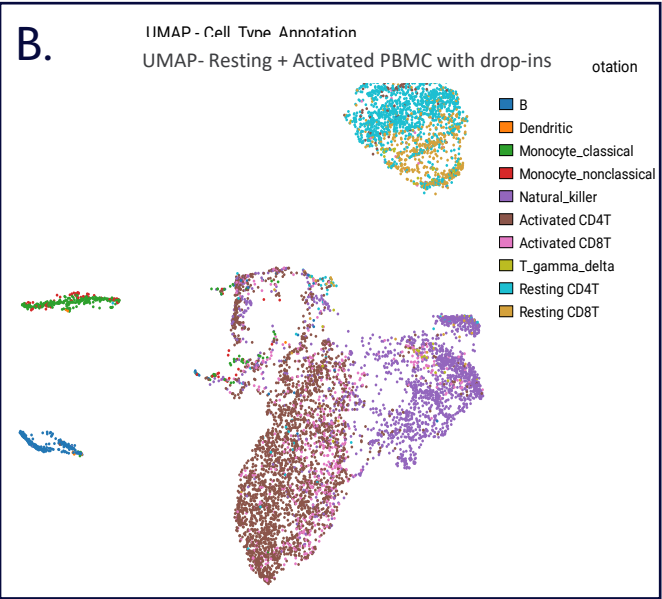 B.
UMAP - Cell Type Annotation
UMAP- Resting + Activated PBMC with drop-ins
otation
B
Dendritic
Monocyte_classical
Monocyte_nonclassical
Natural_killer
Activated CD4T
Activated CD8T
T_gamma_delta
Resting CD4T
Resting CD8T